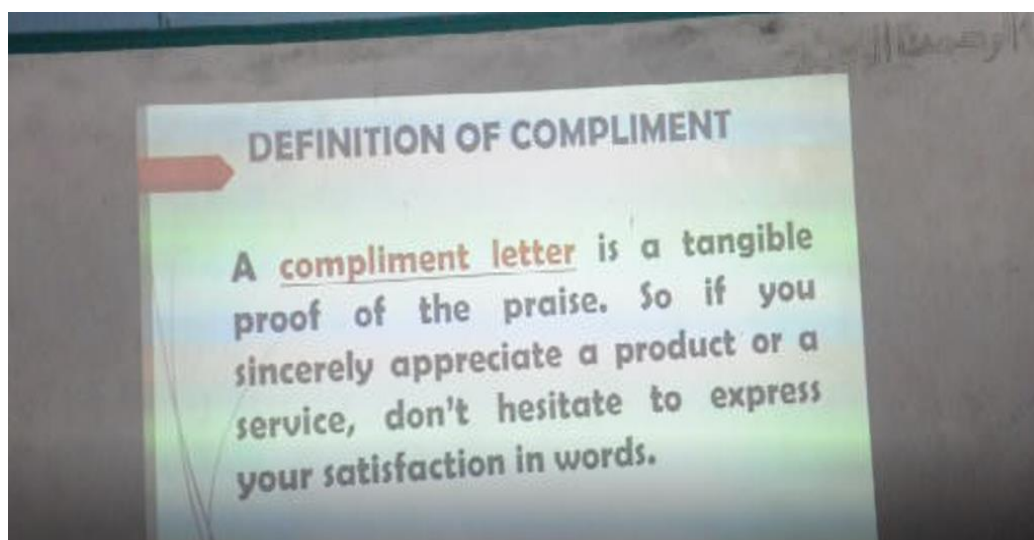 DEFINITION OF COMPLIMENT
A compliment letter is a tangible
proof of the praise. So if you
sincerely appreciate a product or a
service, don't hesitate to express
your satisfaction in words.